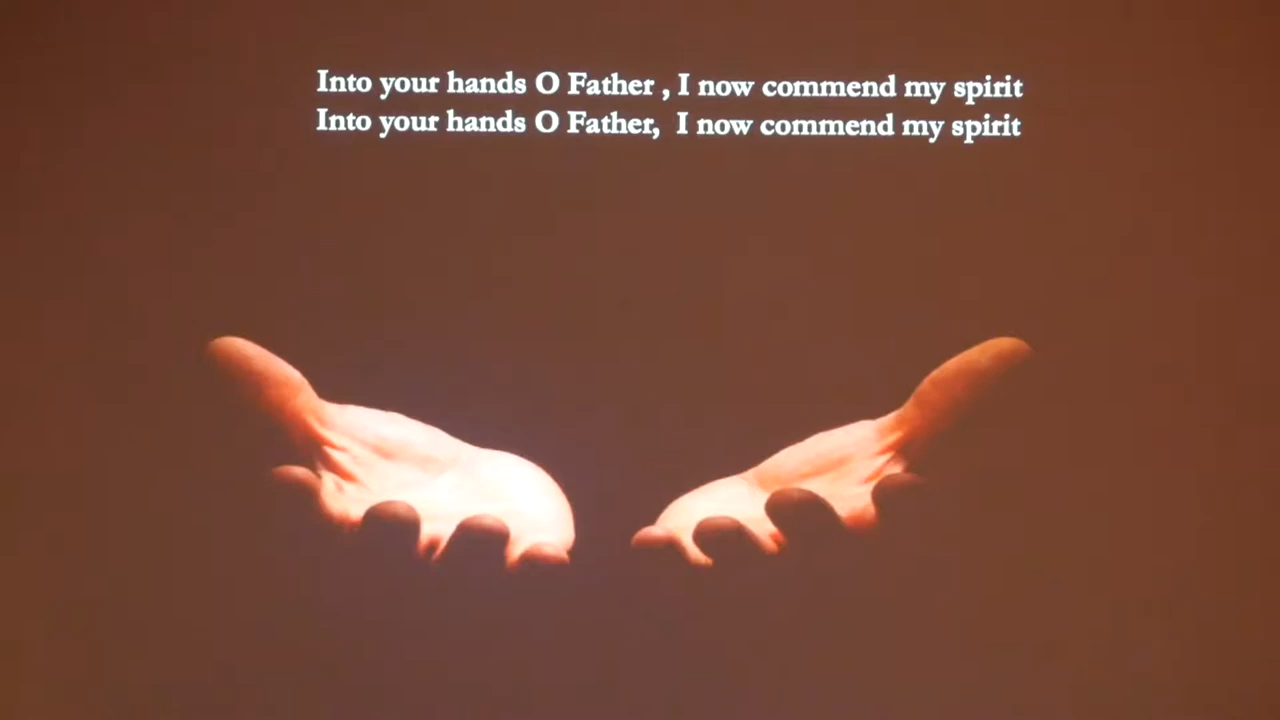 Into your hands O Father , I now commend my spirit
Into your hands O Father,  I now commend my spirit